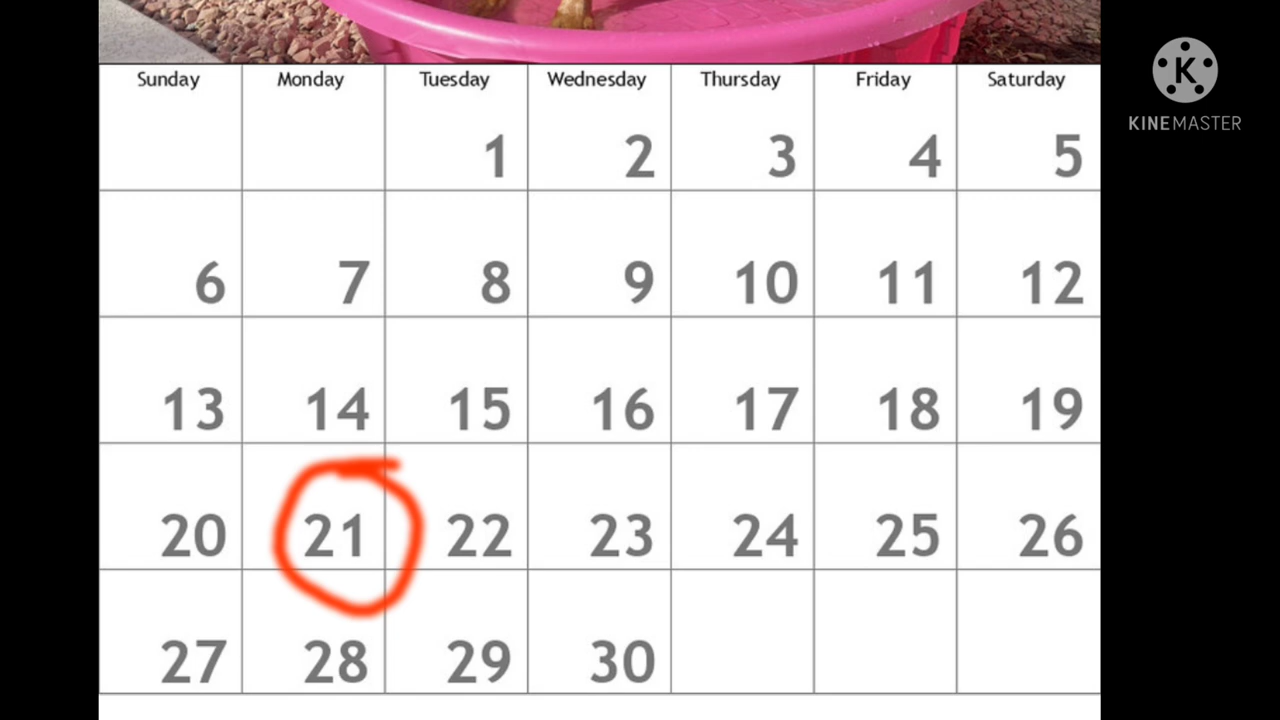 Sunday Monday Tuesday Wednesday Thursday Friday Saturday
1 2 3 4 5
6 7 8 9 10 11 12
13 14 15 16 17 18 19
20 21 22 23 24 25 26
27 28 29 30
K
KINEMASTER